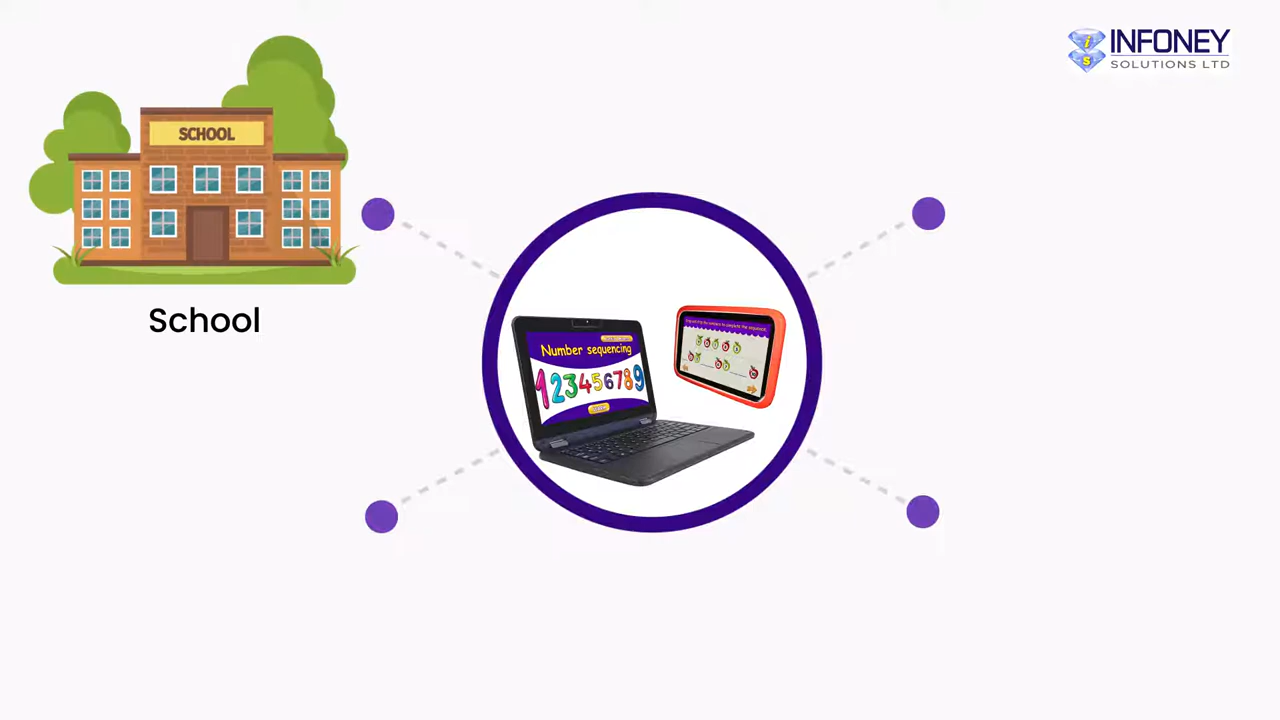 INFONEY
SOLUTIONS LTD
SCHOOL
School
Number sequencing
123456789